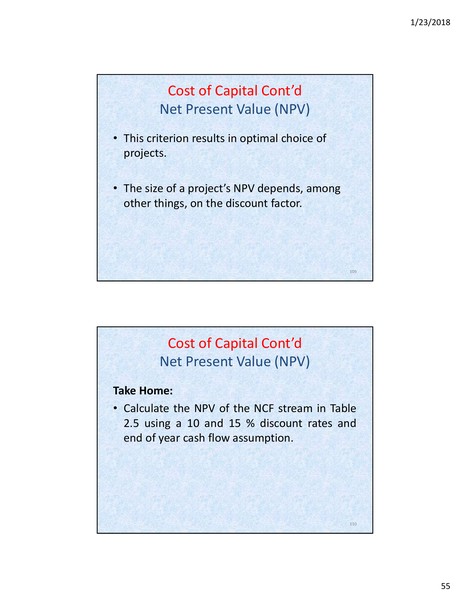 1/23/2018
Cost of Capital Cont'd
Net Present Value (NPV)
• This criterion results in optimal choice of
projects.
• The size of a project's NPV depends, among
other things, on the discount factor.
Cost of Capital Cont'd
Net Present Value (NPV)
Take Home:
• Calculate the NPV of the NCF stream in Table
2.5 using a 10 and 15 % discount rates and
end of year cash flow assumption.
55